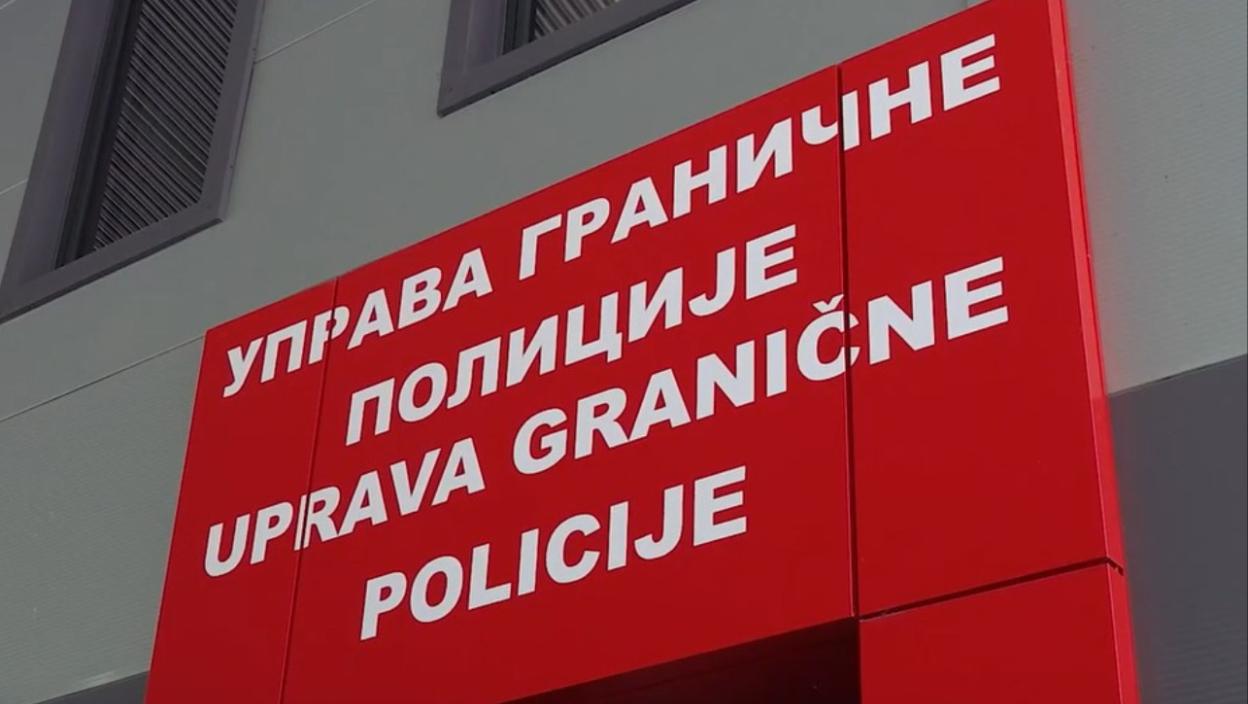 УПРАВА ГРАНИЧНЕ
ПОЛИЦИЈЕ
UPRAVA GRANIČNE
POLICIJE